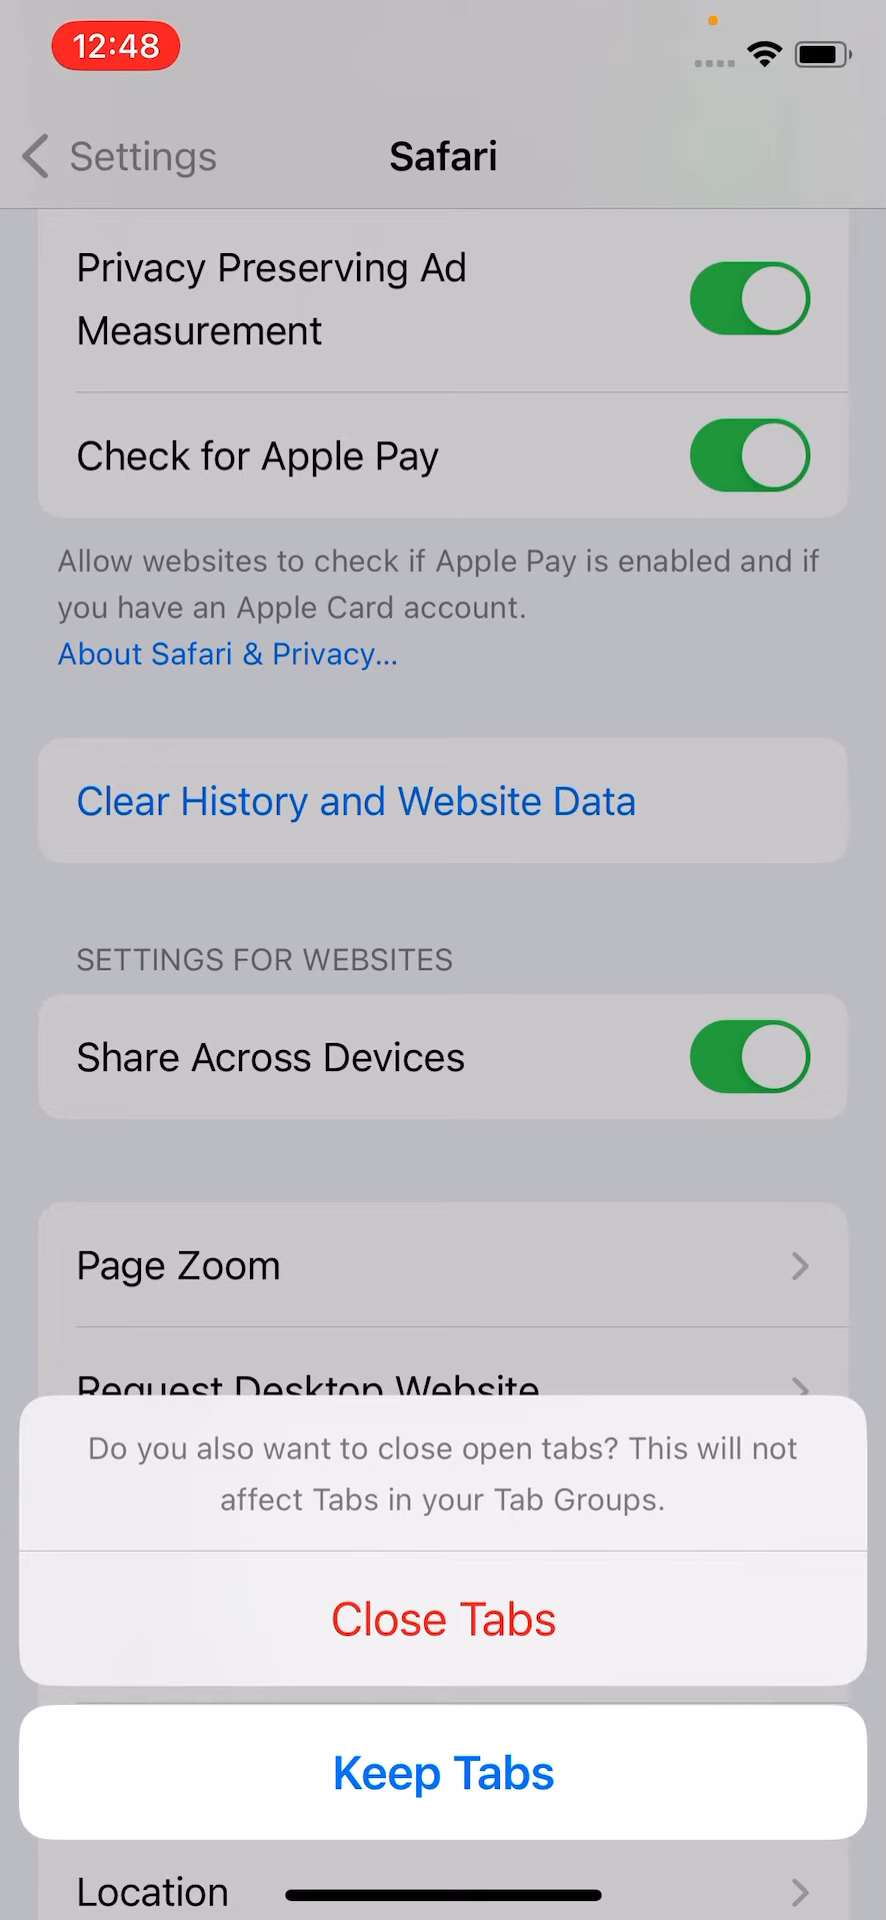 12:48
Settings
Safari
Privacy Preserving Ad
Measurement
Check for Apple Pay
Allow websites to check if Apple Pay is enabled and if
you have an Apple Card account.
About Safari & Privacy...
Clear History and Website Data
SETTINGS FOR WEBSITES
Share Across Devices
Page Zoom
Request Desktop Website
Do you also want to close open tabs? This will not
affect Tabs in your Tab Groups.
Close Tabs
Keep Tabs
Location